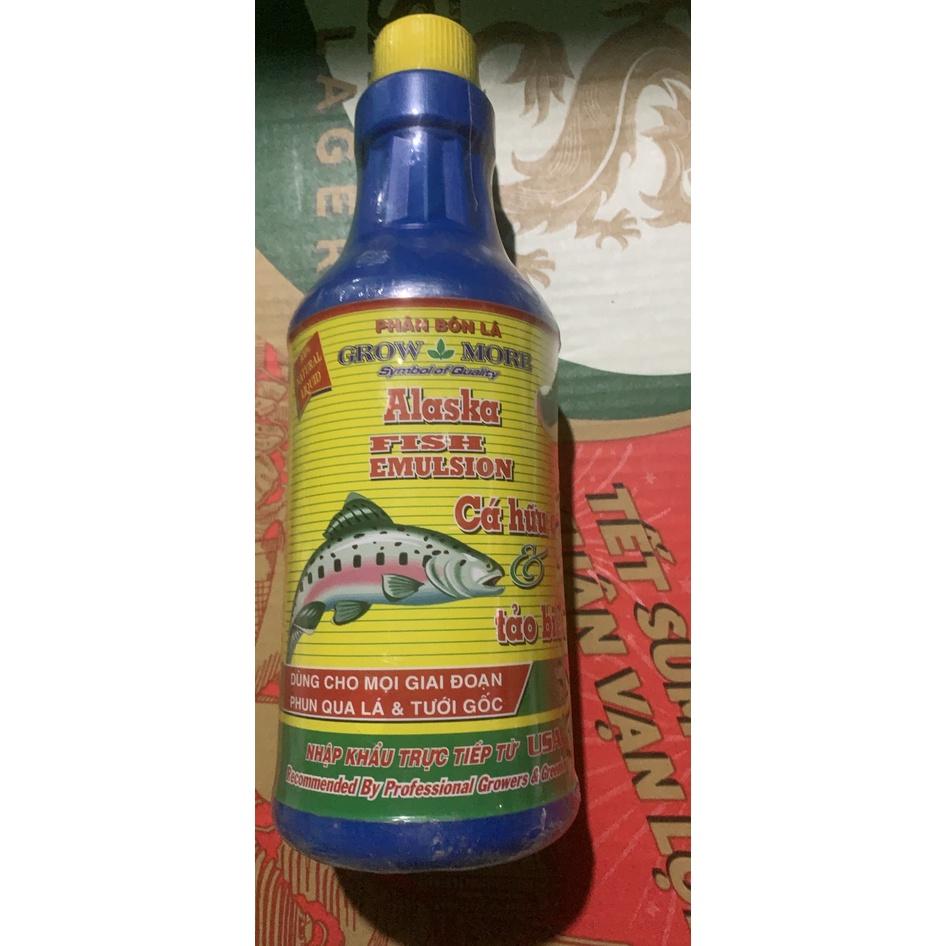 PHÂN BÓN LÁ
GROW MORE
Symbol of Quality
NATURAL
LIQUID
Alaska
FISH
EMULSION
Cá hữu
&
tảo
DÙNG CHO MỌI GIAI ĐOẠN
PHUN QUA LÁ & TƯỚI GỐC
NHẬP KHẨU TRỰC TIẾP TỪ USA
Recommended By Professional Growers &
LAGER
TẾT SUM
VẠN